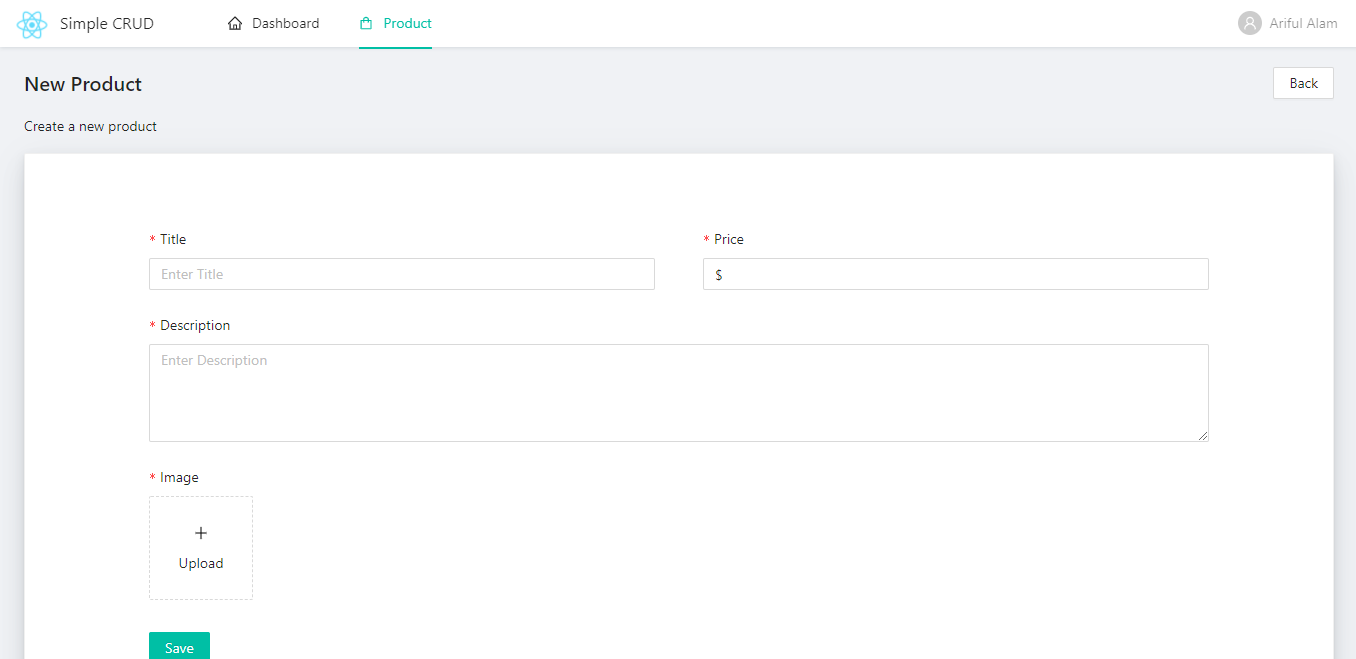 Simple CRUD Dashboard Product Ariful Alam
New Product Back
Create a new product
* Title * Price
Enter Title $
* Description
Enter Description
* Image
+
Upload
Save